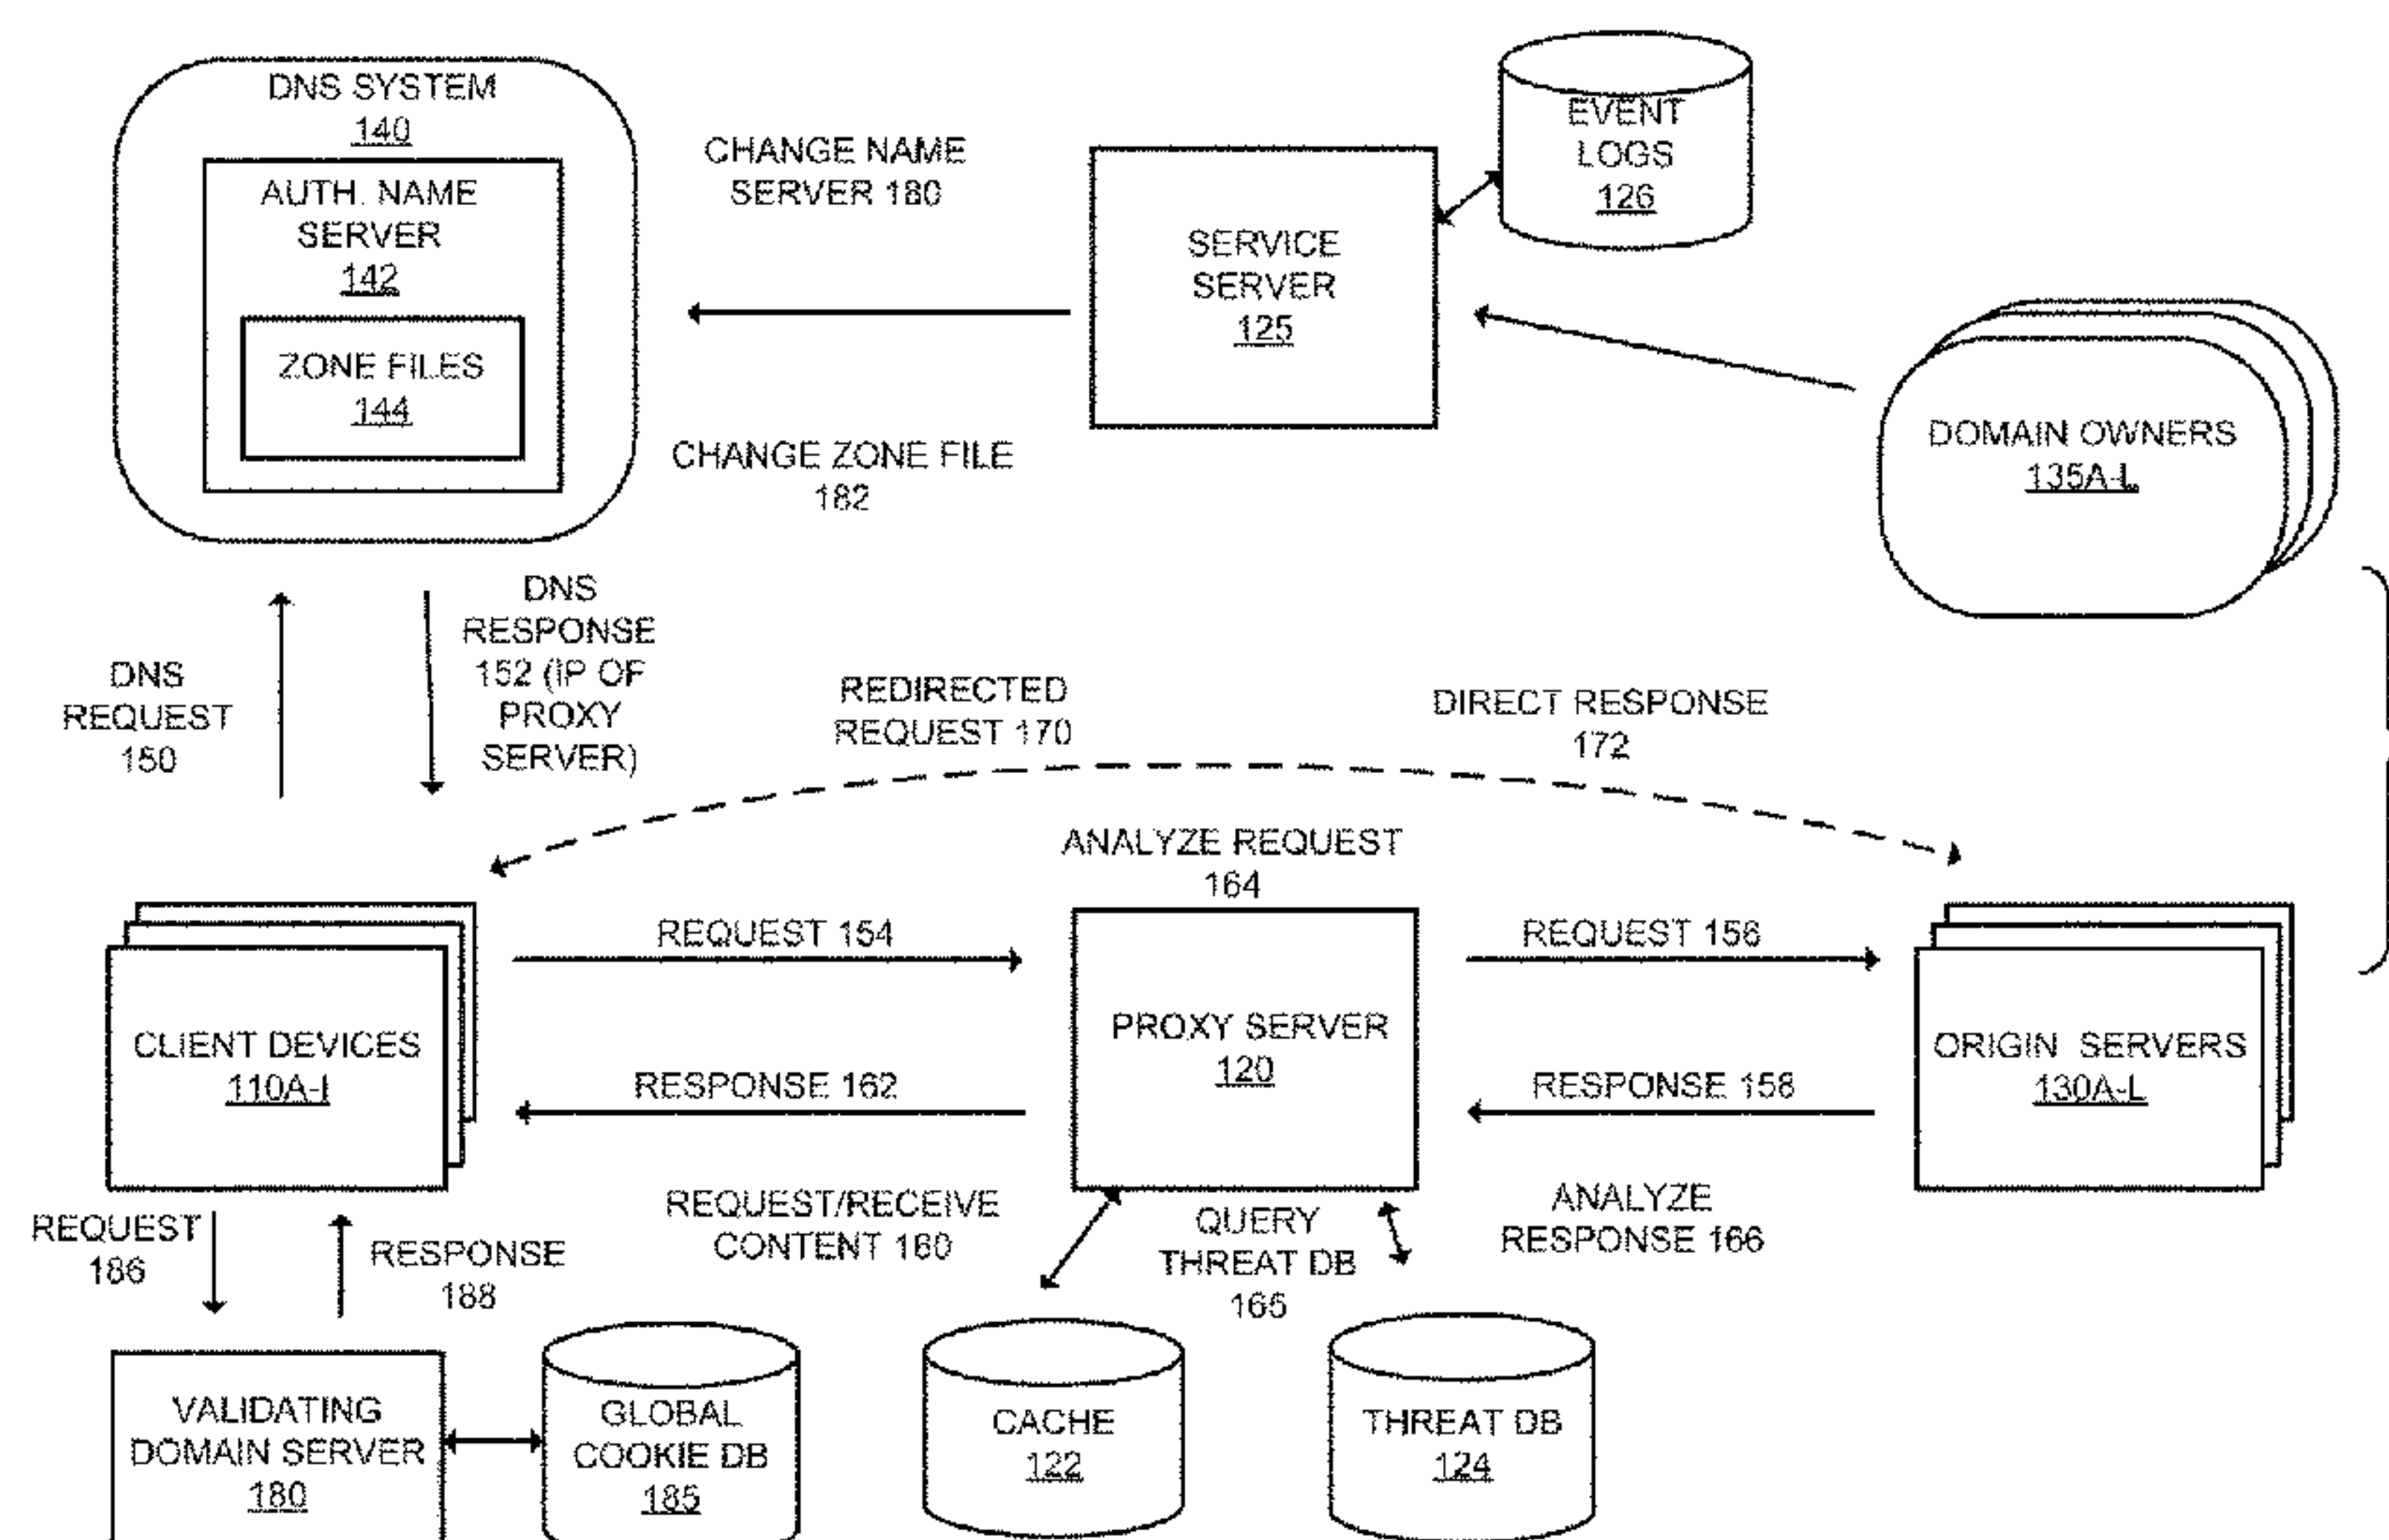 DNS SYSTEM
140
AUTH. NAME
SERVER
142
ZONE FILES
144
CHANGE NAME
SERVER 180
CHANGE ZONE FILE
182
SERVICE
SERVER
125
EVENT
LOGS
126
DOMAIN OWNERS
135A-L
DNS
REQUEST
150
DNS
RESPONSE
152 (IP OF
PROXY
SERVER)
REDIRECTED
REQUEST 170
DIRECT RESPONSE
172
ANALYZE REQUEST
164
REQUEST 154
REQUEST 156
CLIENT DEVICES
110A-I
PROXY SERVER
120
ORIGIN SERVERS
130A-L
RESPONSE 162
RESPONSE 158
REQUEST
186
RESPONSE
188
REQUEST/RECEIVE
CONTENT 160
QUERY
THREAT DB
165
ANALYZE
RESPONSE 166
VALIDATING
DOMAIN SERVER
180
GLOBAL
COOKIE DB
185
CACHE
122
THREAT DB
124